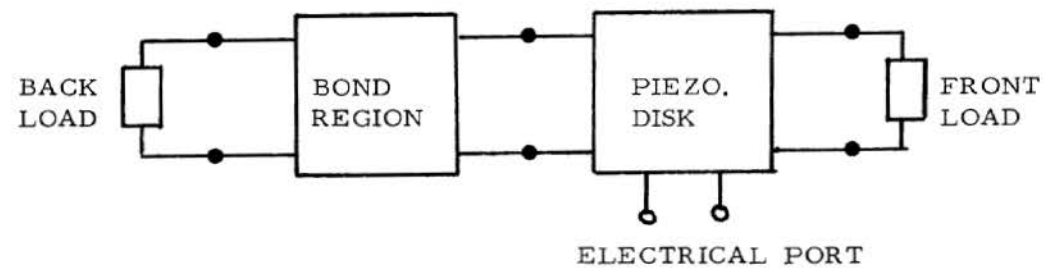 BACK
LOAD
BOND
REGION
PIEZO.
DISK
FRONT
LOAD
ELECTRICAL PORT